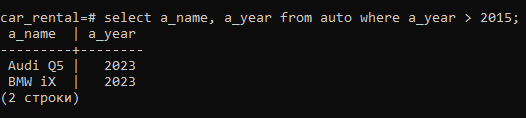 car_rental=# select a_name, a_year from auto where a_year > 2015;
 a_name  | a_year
---------+--------
 Audi Q5 |   2023
 BMW iX  |   2023
(2 строки)